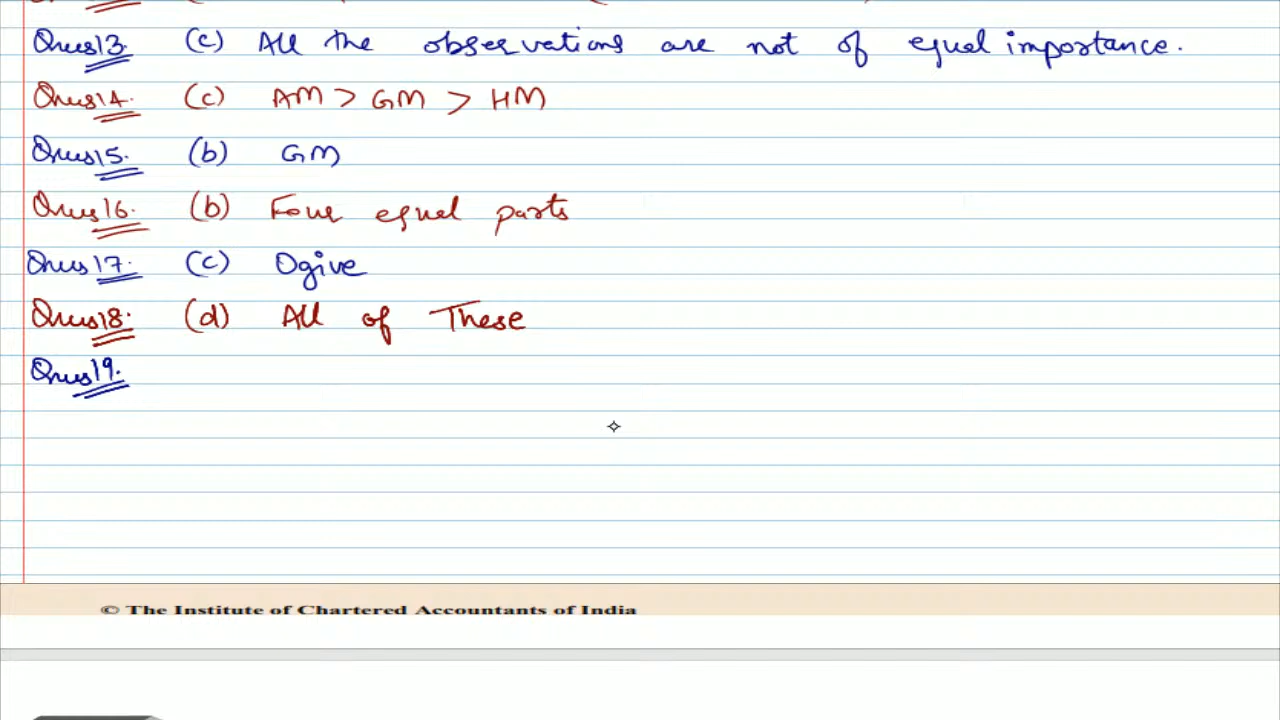 Ques13. (c) All the observations are not of equal importance.
Ques14. (c) AM > GM > HM
Ques15. (b) GM
Ques16. (b) Four equal parts
Ques17. (c) Ogive
Ques18. (d) All of These
Ques19.
© The Institute of Chartered Accountants of India